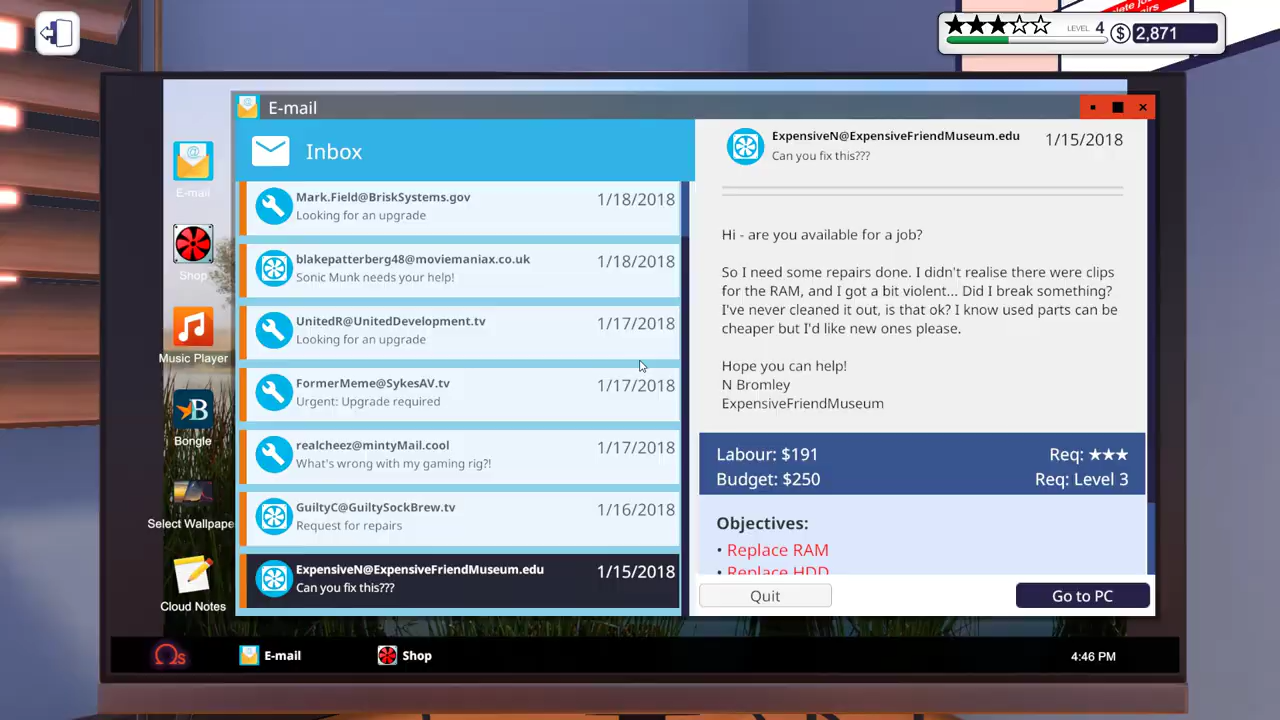 LEVEL 4 $ 2,871
E-mail
Inbox
Mark.Field@BriskSystems.gov 1/18/2018
Looking for an upgrade
blakepatterberg48@moviemaniax.co.uk 1/18/2018
Sonic Munk needs your help!
UnitedR@UnitedDevelopment.tv 1/17/2018
Looking for an upgrade
FormerMeme@SykesAV.tv 1/17/2018
Urgent: Upgrade required
realcheez@mintyMail.cool 1/17/2018
What's wrong with my gaming rig?!
GuiltyC@GuiltySockBrew.tv 1/16/2018
Request for repairs
ExpensiveN@ExpensiveFriendMuseum.edu 1/15/2018
Can you fix this???
ExpensiveN@ExpensiveFriendMuseum.edu 1/15/2018
Can you fix this???
Hi - are you available for a job?
So I need some repairs done. I didn't realise there were clips
for the RAM, and I got a bit violent... Did I break something?
I've never cleaned it out, is that ok? I know used parts can be
cheaper but I'd like new ones please.
Hope you can help!
N Bromley
ExpensiveFriendMuseum
Labour: $191 Req: ★★★
Budget: $250 Req: Level 3
Objectives:
• Replace RAM
• Replace HDD
Quit
Go to PC
E-mail
Shop
Music Player
B
Bongle
Select Wallpape
Cloud Notes
Ωs
E-mail
Shop
4:46 PM